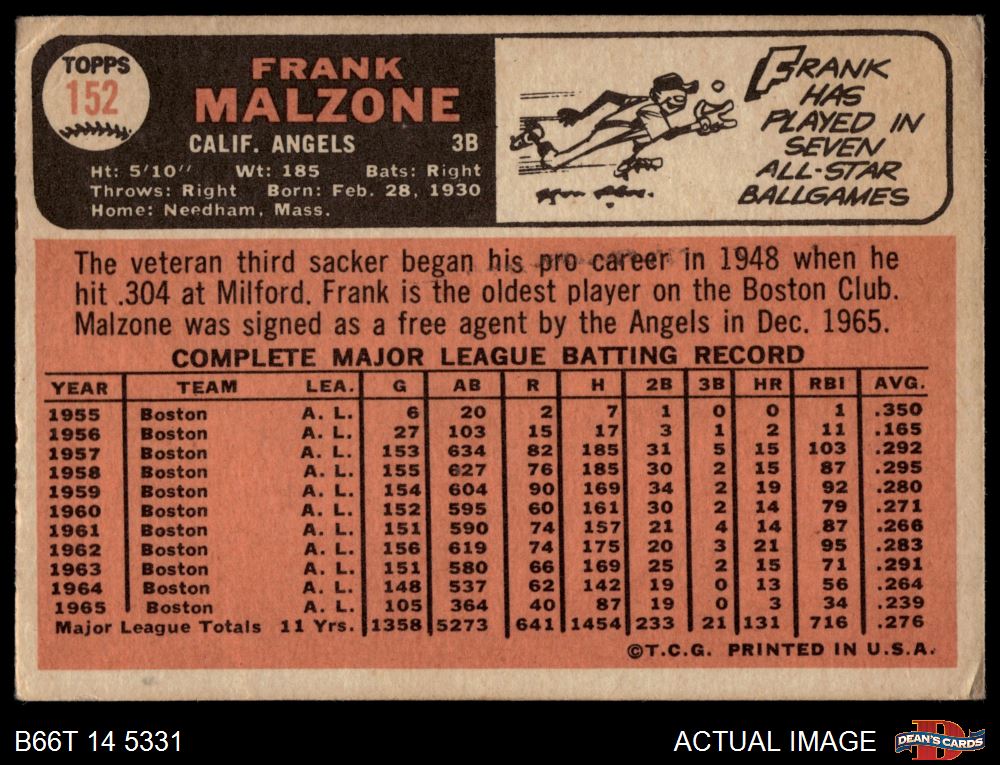 TOPPS
152
FRANK
MALZONE
CALIF. ANGELS 3B
Ht: 5'10" Wt: 185 Bats: Right
Throws: Right Born: Feb. 28, 1930
Home: Needham, Mass.
FRANK
HAS
PLAYED IN
SEVEN
ALL-STAR
BALLGAMES
The veteran third sacker began his pro career in 1948 when he
hit .304 at Milford. Frank is the oldest player on the Boston Club.
Malzone was signed as a free agent by the Angels in Dec. 1965.
COMPLETE MAJOR LEAGUE BATTING RECORD
YEAR TEAM LEA. G AB R H 2B 3B HR RBI AVG.
1955 Boston A. L. 6 20 2 7 1 0 0 1 .350
1956 Boston A. L. 27 103 15 17 3 1 2 11 .165
1957 Boston A. L. 153 634 82 185 31 5 15 103 .292
1958 Boston A. L. 155 627 76 185 30 2 15 87 .295
1959 Boston A. L. 154 604 90 169 34 2 19 92 .280
1960 Boston A. L. 152 595 60 161 30 2 14 79 .271
1961 Boston A. L. 151 590 74 157 21 4 14 87 .266
1962 Boston A. L. 156 619 74 175 20 3 21 95 .283
1963 Boston A. L. 151 580 66 169 25 2 15 71 .291
1964 Boston A. L. 148 537 62 142 19 0 13 56 .264
1965 Boston A. L. 105 364 40 87 19 0 3 34 .239
Major League Totals 11 Yrs. 1358 5273 641 1454 233 21 131 716 .276
©T.C.G. PRINTED IN U.S.A.
B66T 14 5331
ACTUAL IMAGE
DEAN'S CARDS